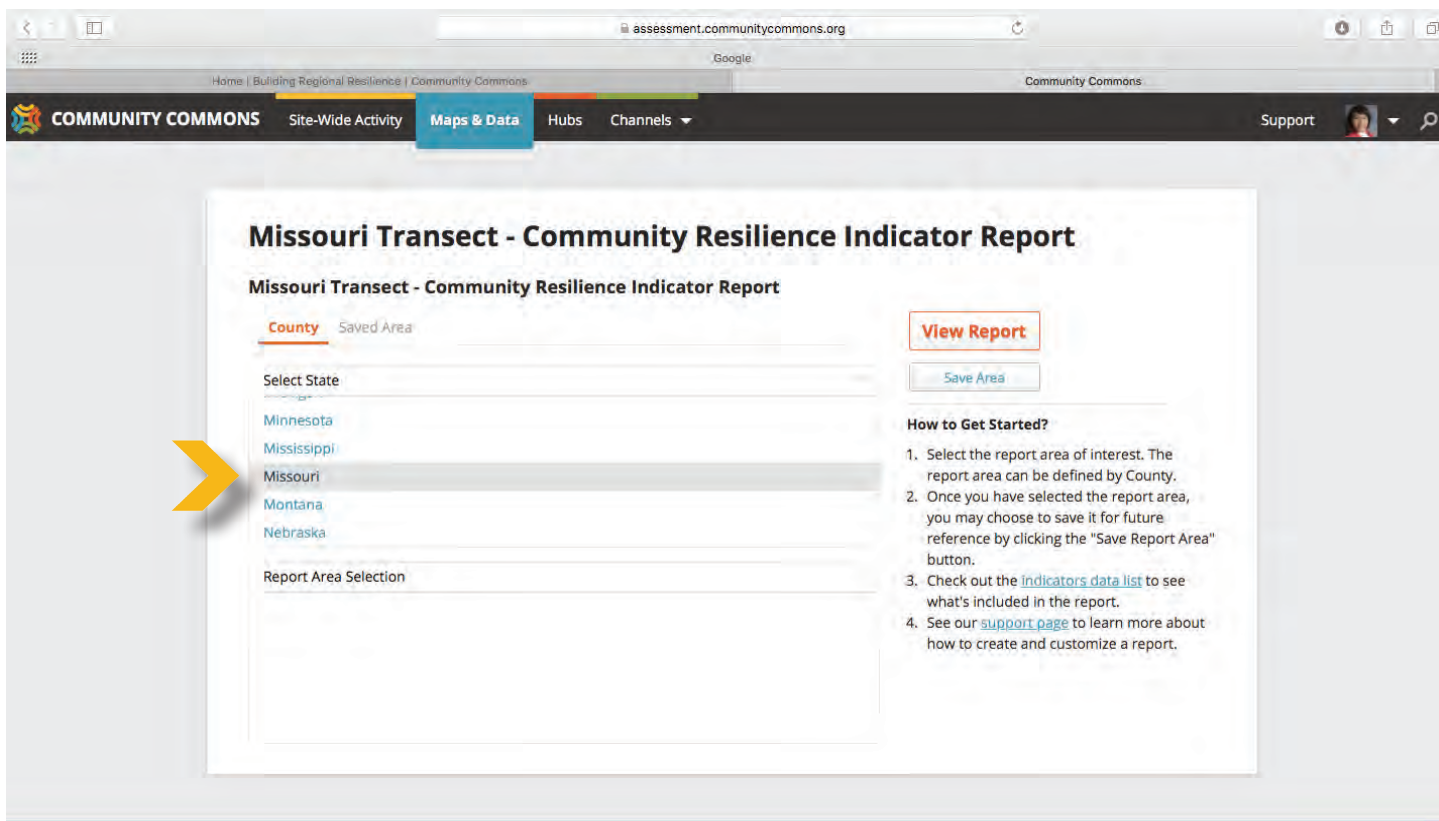 assessment.communitycommons.org
Google
Home | Building Regional Resilience | Community Commons
Community Commons
COMMUNITY COMMONS Site-Wide Activity Maps & Data Hubs Channels Support
Missouri Transect - Community Resilience Indicator Report
Missouri Transect - Community Resilience Indicator Report
County Saved Area
Select State
Minnesota
Mississippi
Missouri
Montana
Nebraska
Report Area Selection
View Report
Save Area
How to Get Started?
1. Select the report area of interest. The
report area can be defined by County.
2. Once you have selected the report area,
you may choose to save it for future
reference by clicking the "Save Report Area"
button.
3. Check out the indicators data list to see
what's included in the report.
4. See our support page to learn more about
how to create and customize a report.